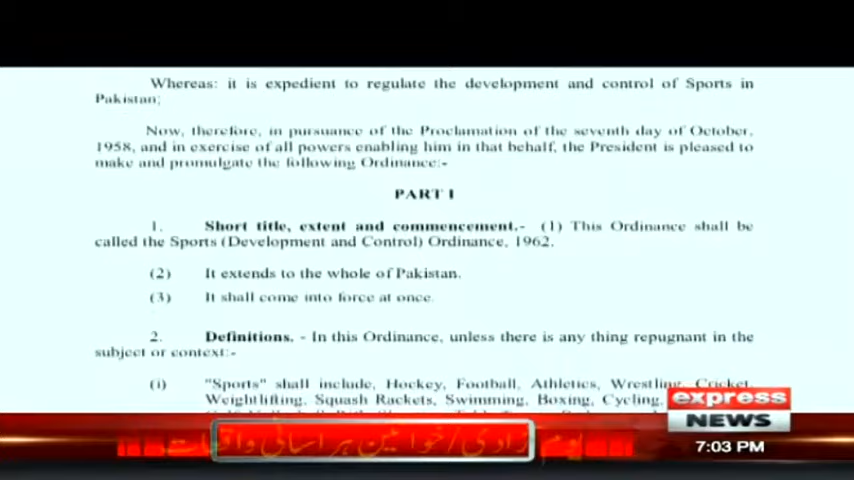 Whereas: it is expedient to regulate the development and control of Sports in
Pakistan;
Now, therefore, in pursuance of the Proclamation of the seventh day of October,
1958, and in exercise of all powers enabling him in that behalf, the President is pleased to
make and promulgate the following Ordinance:-
PART I
1. Short title, extent and commencement.- (1) This Ordinance shall be
called the Sports (Development and Control) Ordinance, 1962.
(2) It extends to the whole of Pakistan.
(3) It shall come into force at once.
2. Definitions. - In this Ordinance, unless there is any thing repugnant in the
subject or context:-
(i) "Sports" shall include, Hockey, Football, Athletics, Wrestling, Cricket,
Weightlifting, Squash Rackets, Swimming, Boxing, Cycling,
express
NEWS
یوم آزادی/خواتین ہراسانی واقعات
7:03 PM